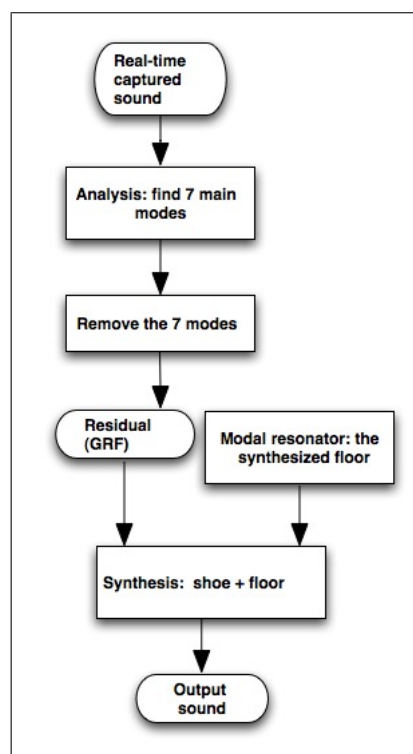 Real-time
captured
sound
Analysis: find 7 main
modes
Remove the 7 modes
Residual
(GRF)
Modal resonator: the
synthesized floor
Synthesis: shoe + floor
Output
sound